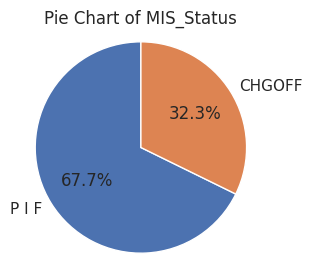 Pie Chart of MIS_Status
CHGOFF
32.3%
67.7%
P I F